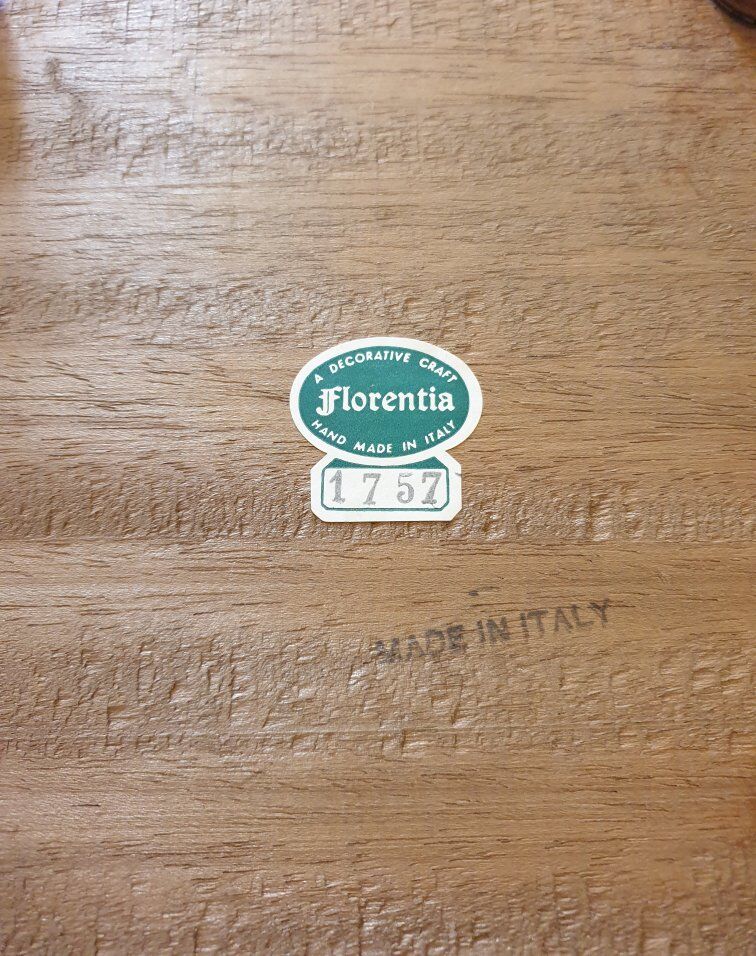 A DECORATIVE CRAFT
Florentia
HAND MADE IN ITALY
1757
MADE IN ITALY